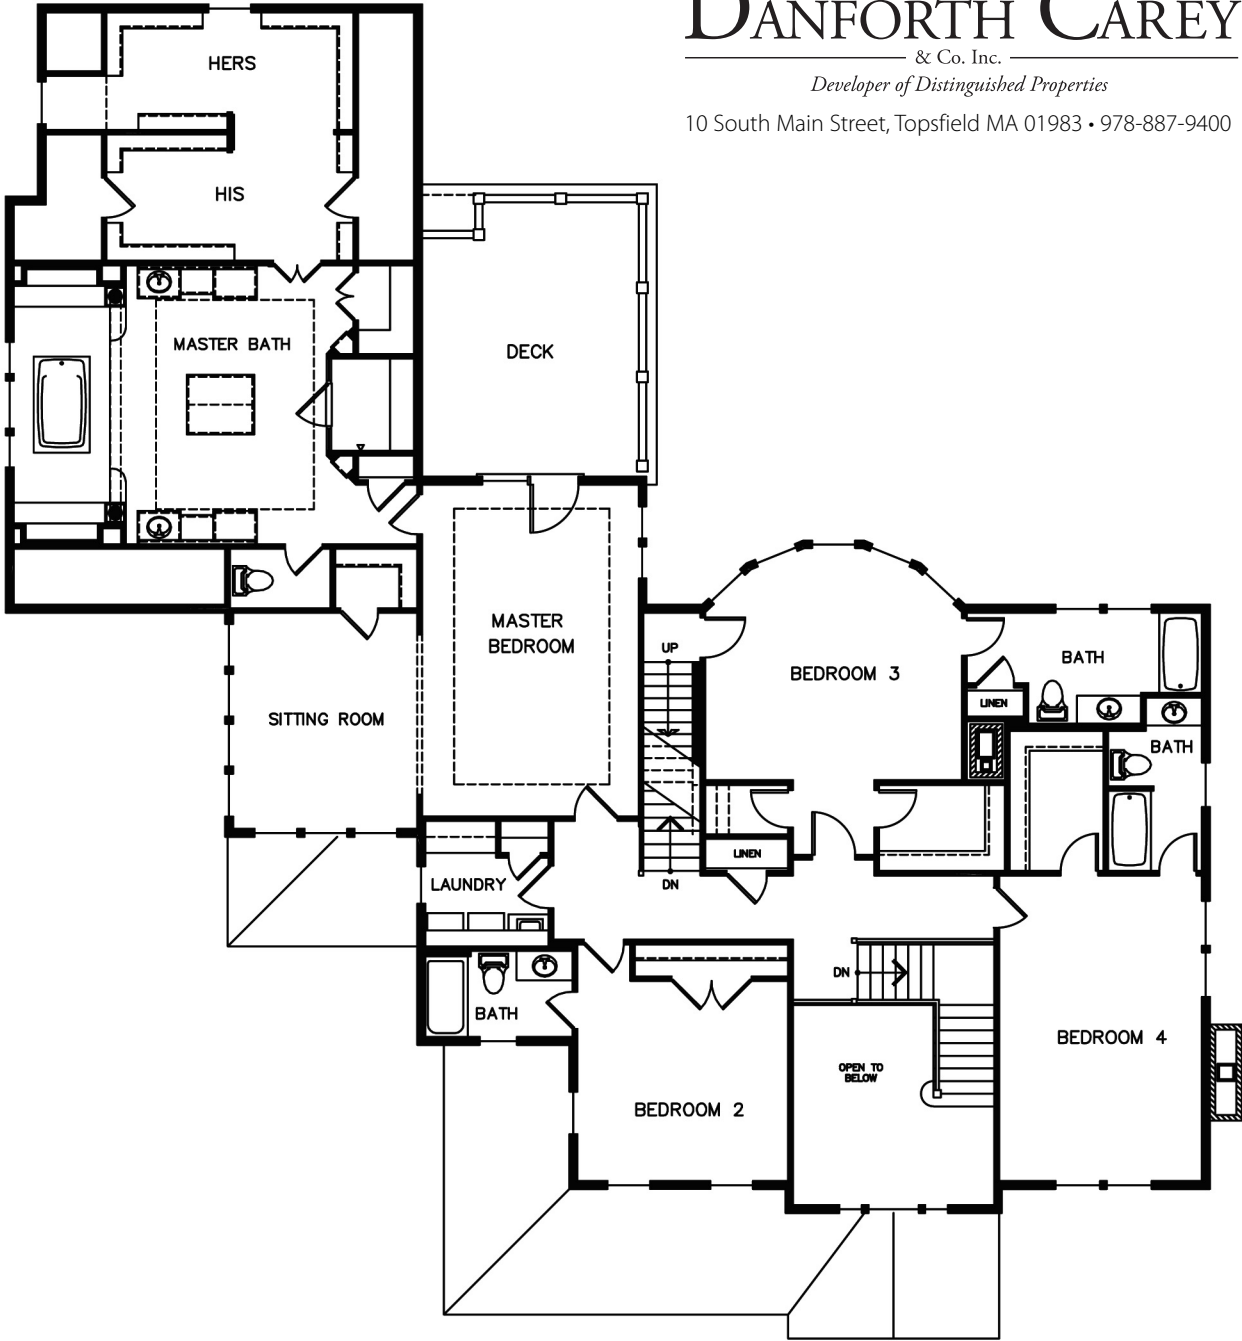 DANFORTH CAREY
& Co. Inc.
Developer of Distinguished Properties
10 South Main Street, Topsfield MA 01983 • 978-887-9400
HERS
HIS
MASTER BATH
DECK
MASTER
BEDROOM
UP
BEDROOM 3
BATH
LINEN
SITTING ROOM
BATH
LINEN
LAUNDRY
DN
DN
BATH
BEDROOM 4
OPEN TO
BELOW
BEDROOM 2